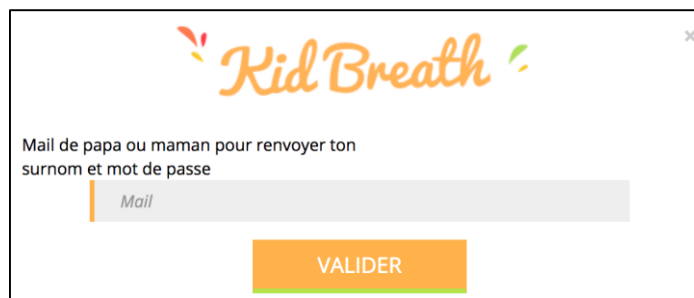 Kid Breath
×
Mail de papa ou maman pour renvoyer ton
surnom et mot de passe
Mail
VALIDER